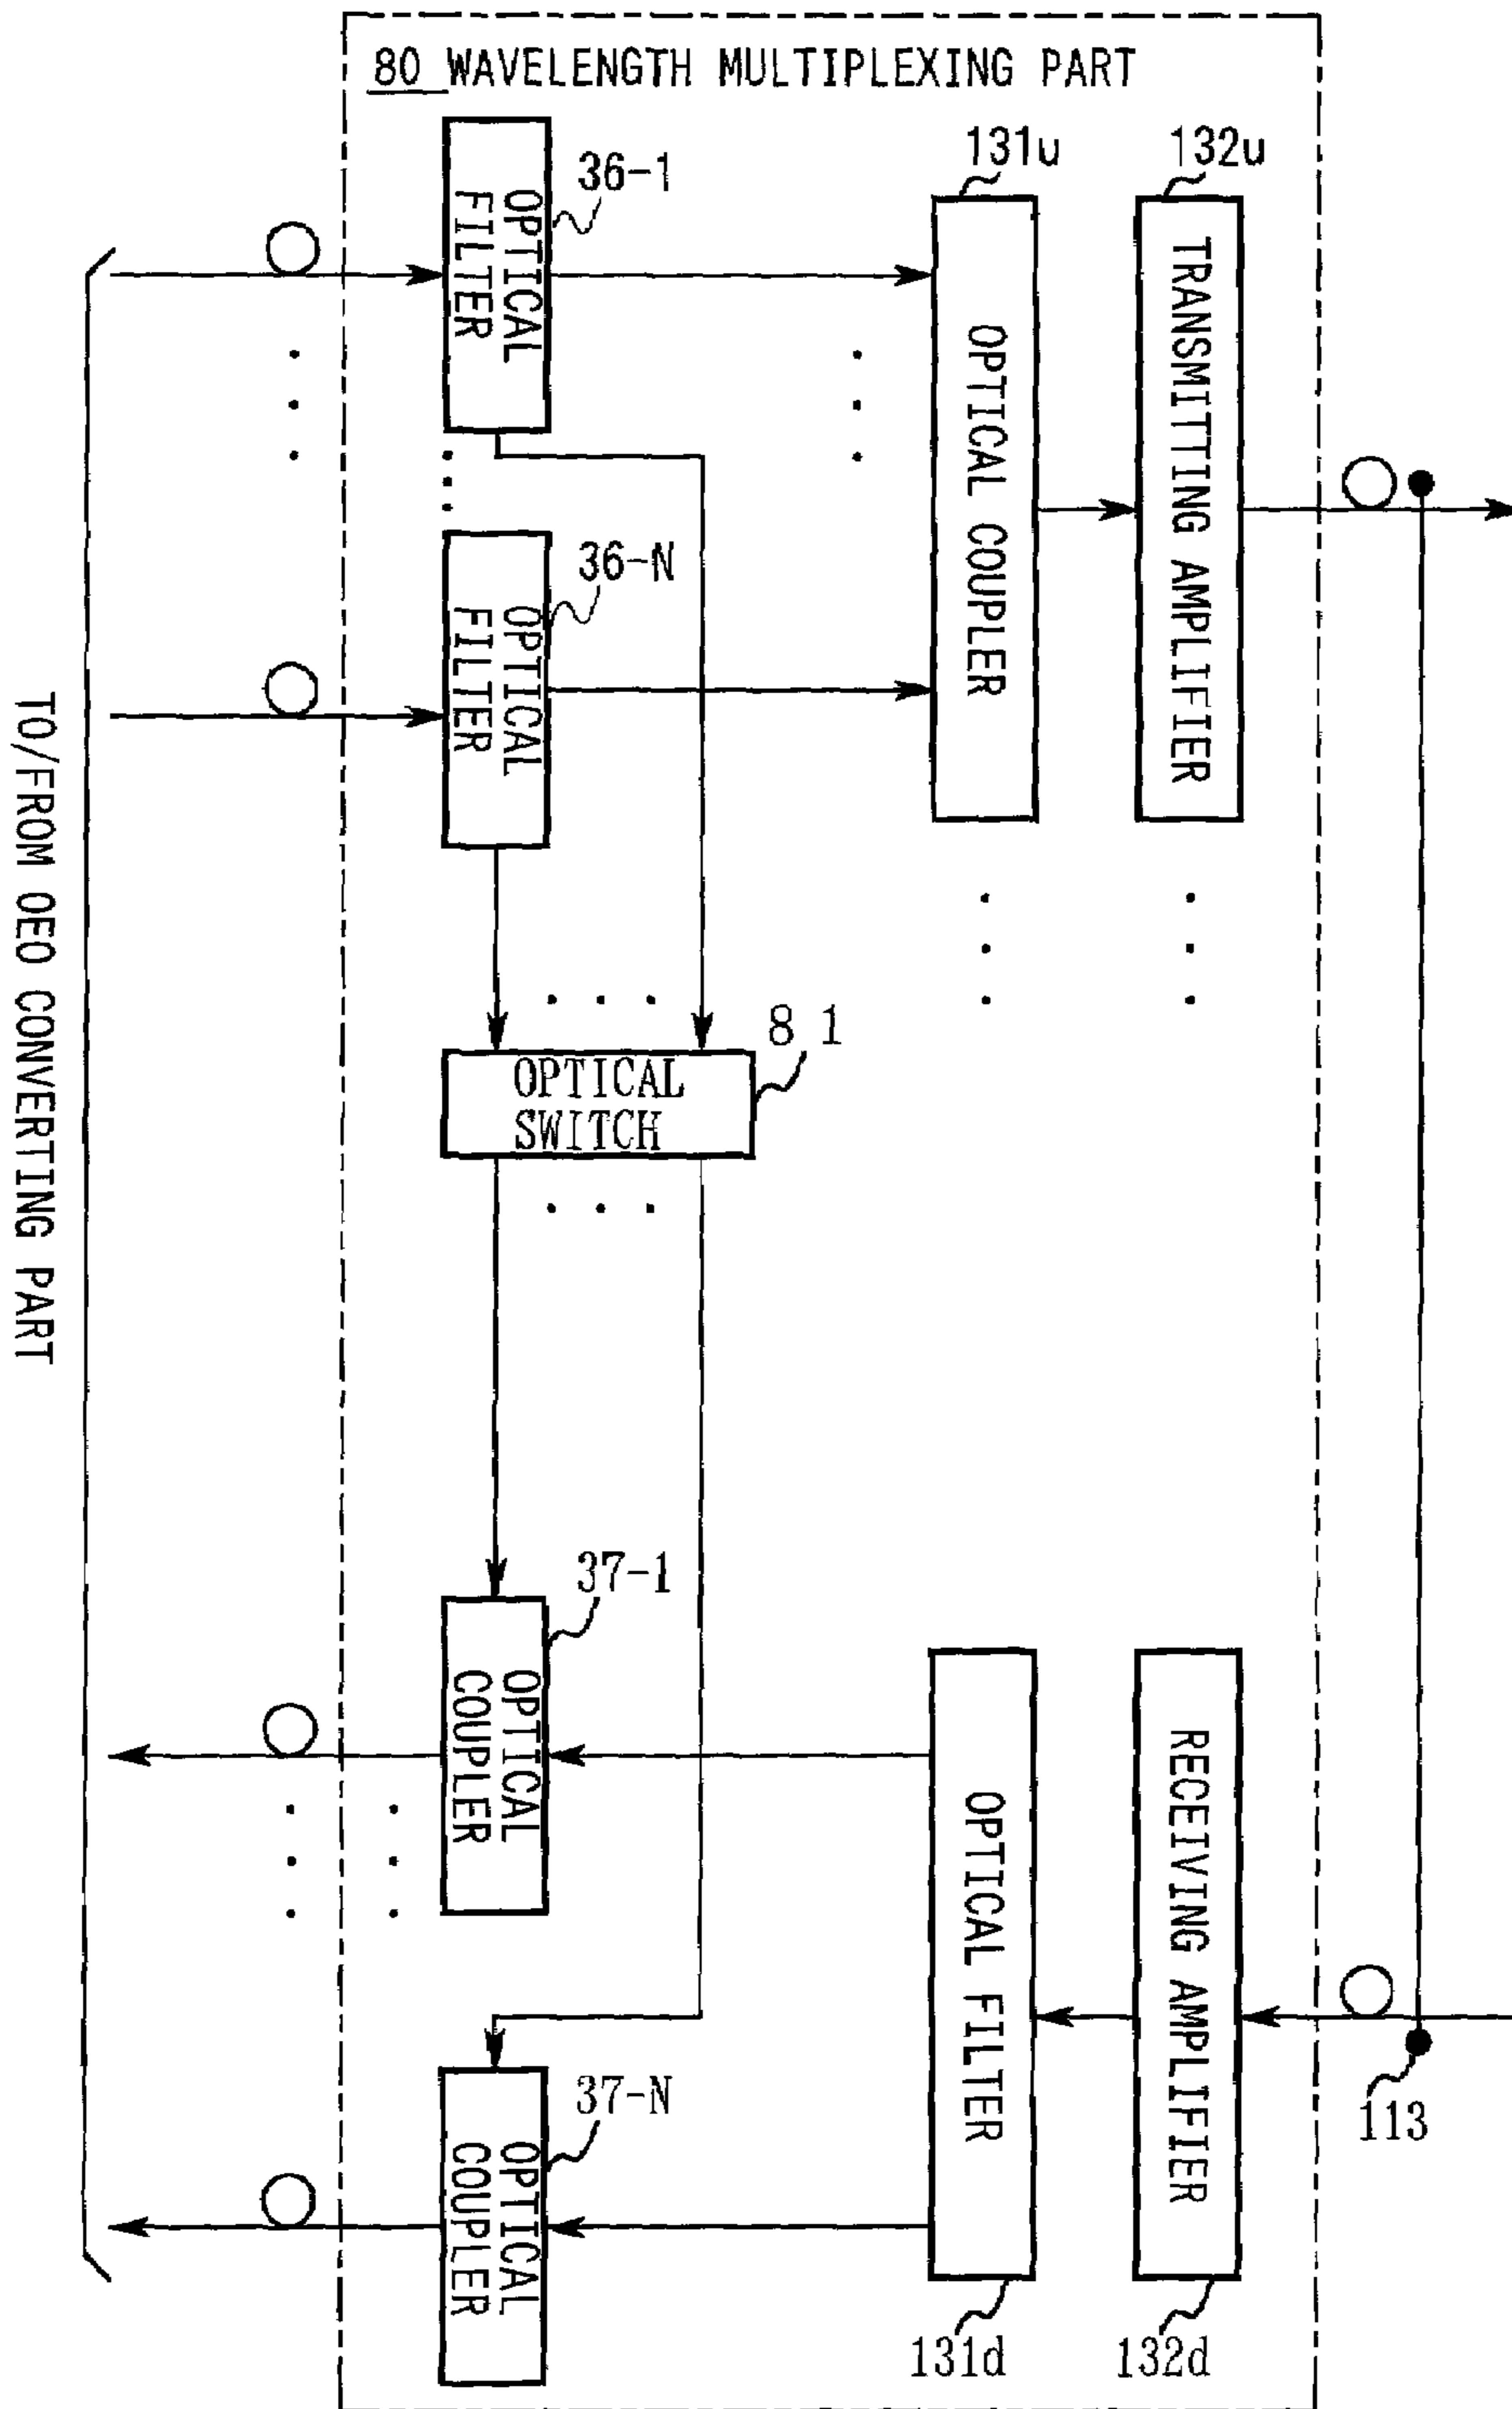 80 WAVELENGTH MULTIPLEXING PART
131u
132u
36-1
OPTICAL
FILTER
OPTICAL COUPLER
TRANSMITTING AMPLIFIER
36-N
OPTICAL
FILTER
TO/FROM OEO CONVERTING PART
81
OPTICAL
SWITCH
37-1
OPTICAL
COUPLER
OPTICAL FILTER
RECEIVING AMPLIFIER
37-N
OPTICAL
COUPLER
113
131d
132d